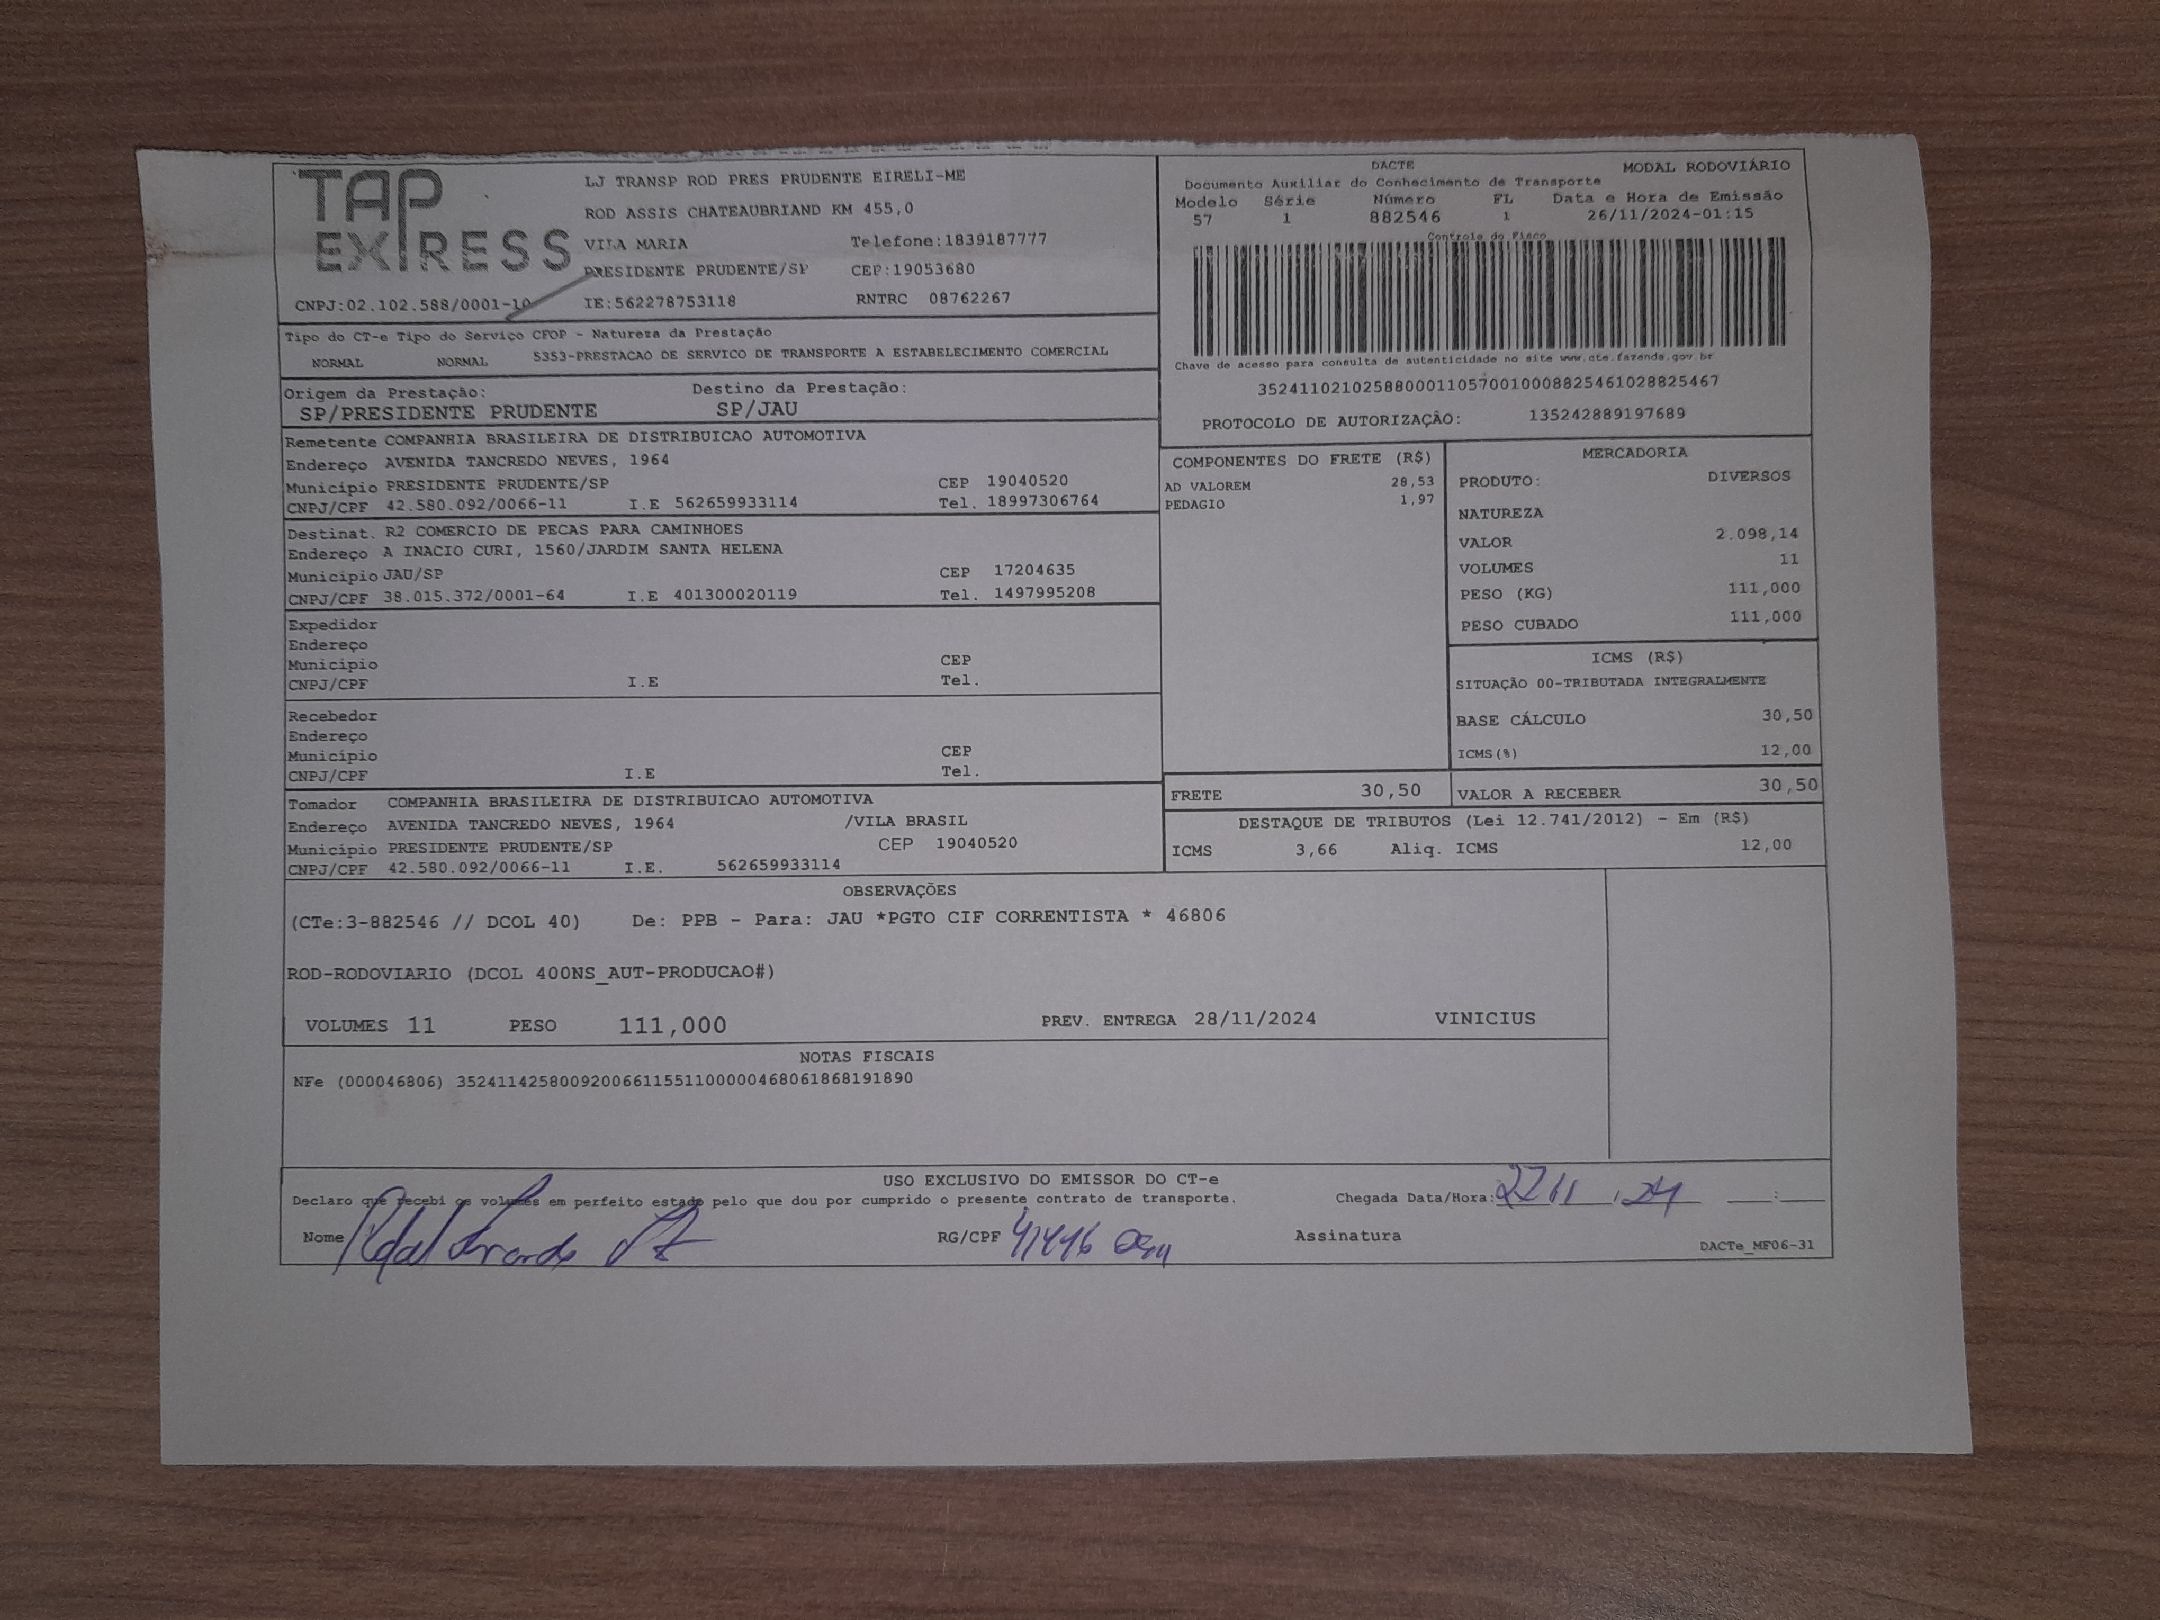 TAP
EXPRESS
LJ TRANSP ROD PRES PRUDENTE EIRELI-ME
ROD ASSIS CHATEAUBRIAND KM 455,0
VILA MARIA Telefone:1839187777
PRESIDENTE PRUDENTE/SP CEP:19053680
CNPJ:02.102.588/0001-10 IE:562278753118 RNTRC 08762267
DACTE MODAL RODOVIÁRIO
Documento Auxiliar do Conhecimento de Transporte
Modelo Série Número FL Data e Hora de Emissão
57 1 882546 1 26/11/2024-01:15
Controle do Fisco
Chave de acesso para consulta de autenticidade no site www.cte.fazenda.gov br
35241102102588000110570010008825461028825467
PROTOCOLO DE AUTORIZAÇÃO: 135242889197689
Tipo do CT-e Tipo do Serviço CFOP - Natureza da Prestação
NORMAL NORMAL 5353-PRESTACAO DE SERVICO DE TRANSPORTE A ESTABELECIMENTO COMERCIAL
Origem da Prestação: Destino da Prestação:
SP/PRESIDENTE PRUDENTE SP/JAU
Remetente COMPANHIA BRASILEIRA DE DISTRIBUICAO AUTOMOTIVA
Endereço AVENIDA TANCREDO NEVES, 1964
Município PRESIDENTE PRUDENTE/SP CEP 19040520
CNPJ/CPF 42.580.092/0066-11 I.E 562659933114 Tel. 18997306764
Destinat. R2 COMERCIO DE PECAS PARA CAMINHOES
Endereço A INACIO CURI, 1560/JARDIM SANTA HELENA
Município JAU/SP CEP 17204635
CNPJ/CPF 38.015.372/0001-64 I.E 401300020119 Tel. 1497995208
Expedidor
Endereço
Município CEP
CNPJ/CPF I.E Tel.
Recebedor
Endereço
Município CEP
CNPJ/CPF I.E Tel.
Tomador COMPANHIA BRASILEIRA DE DISTRIBUICAO AUTOMOTIVA
Endereço AVENIDA TANCREDO NEVES, 1964 /VILA BRASIL
Município PRESIDENTE PRUDENTE/SP CEP 19040520
CNPJ/CPF 42.580.092/0066-11 I.E. 562659933114
COMPONENTES DO FRETE (R$)
AD VALOREM 28,53
PEDAGIO 1,97
MERCADORIA
PRODUTO: DIVERSOS
NATUREZA
VALOR 2.098,14
VOLUMES 11
PESO (KG) 111,000
PESO CUBADO 111,000
ICMS (R$)
SITUAÇÃO 00-TRIBUTADA INTEGRALMENTE
BASE CÁLCULO 30,50
ICMS(%) 12,00
FRETE 30,50 VALOR A RECEBER 30,50
DESTAQUE DE TRIBUTOS (Lei 12.741/2012) - Em (R$)
ICMS 3,66 Aliq. ICMS 12,00
OBSERVAÇÕES
(CTe:3-882546 // DCOL 40) De: PPB - Para: JAU *PGTO CIF CORRENTISTA * 46806
ROD-RODOVIARIO (DCOL 400NS_AUT-PRODUCAO#)
VOLUMES 11 PESO 111,000 PREV. ENTREGA 28/11/2024 VINICIUS
NOTAS FISCAIS
NFe (000046806) 35241142580092006611551100000468061868191890
USO EXCLUSIVO DO EMISSOR DO CT-e
Declaro que recebi os volumes em perfeito estado pelo que dou por cumprido o presente contrato de transporte. Chegada Data/Hora: 27 11 / 24 :
Nome RG/CPF Assinatura
DACTe_MF06-31